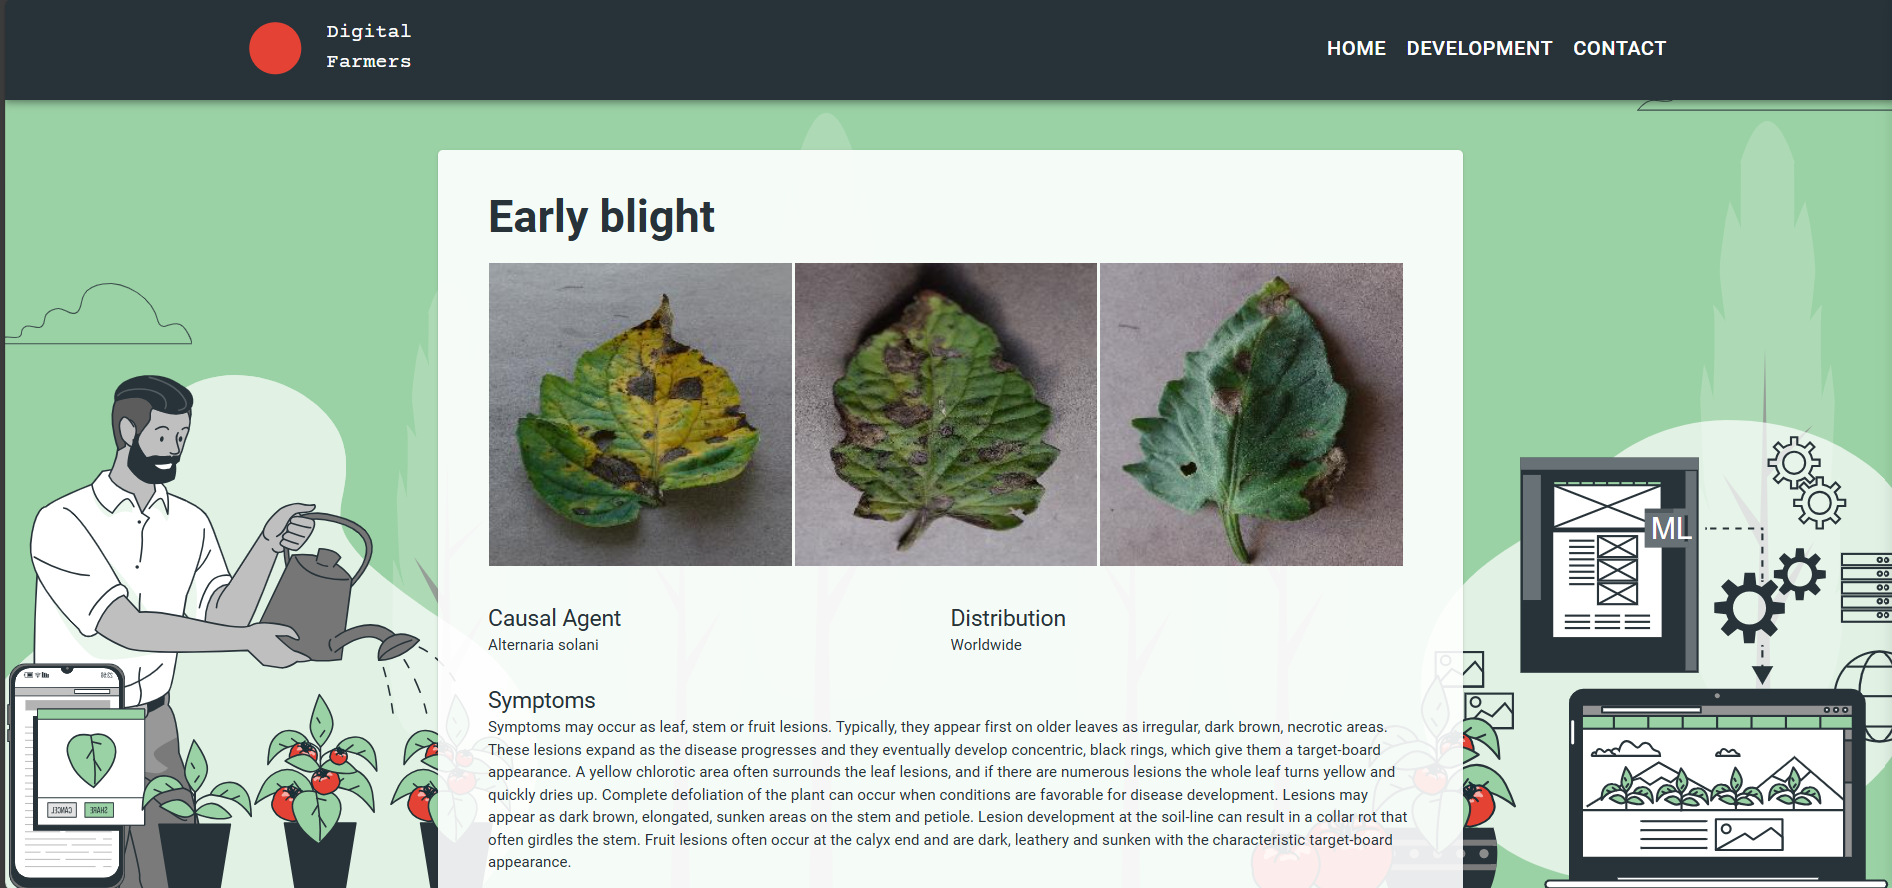 Digital
Farmers
HOME DEVELOPMENT CONTACT
Early blight
Causal Agent
Alternaria solani
Distribution
Worldwide
Symptoms
Symptoms may occur as leaf, stem or fruit lesions. Typically, they appear first on older leaves as irregular, dark brown, necrotic areas.
These lesions expand as the disease progresses and they eventually develop concentric, black rings, which give them a target-board
appearance. A yellow chlorotic area often surrounds the leaf lesions, and if there are numerous lesions the whole leaf turns yellow and
quickly dries up. Complete defoliation of the plant can occur when conditions are favorable for disease development. Lesions may
appear as dark brown, elongated, sunken areas on the stem and petiole. Lesion development at the soil-line can result in a collar rot that
often girdles the stem. Fruit lesions often occur at the calyx end and are dark, leathery and sunken with the characteristic target-board
appearance.
ML
CANCEL SHARE